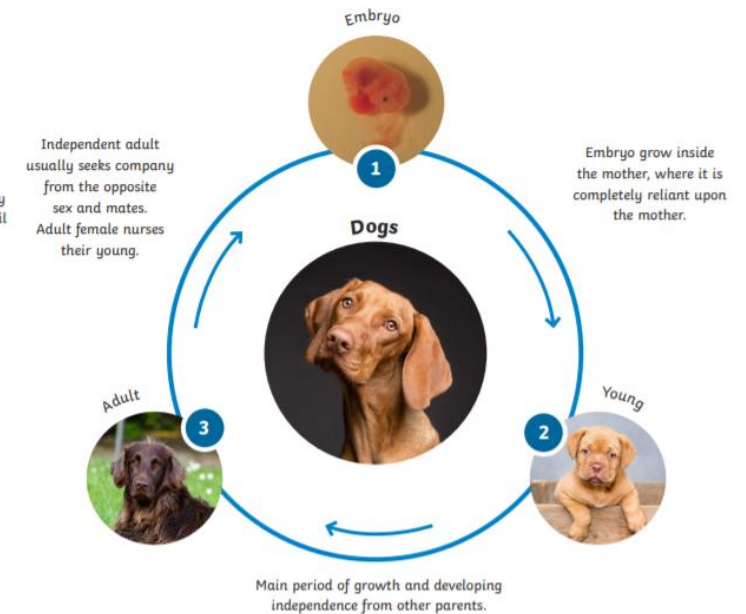 Embryo
1
Independent adult
usually seeks company
from the opposite
sex and mates.
Adult female nurses
their young.
Embryo grow inside
the mother, where it is
completely reliant upon
the mother.
Dogs
Adult
3
Young
2
Main period of growth and developing
independence from other parents.